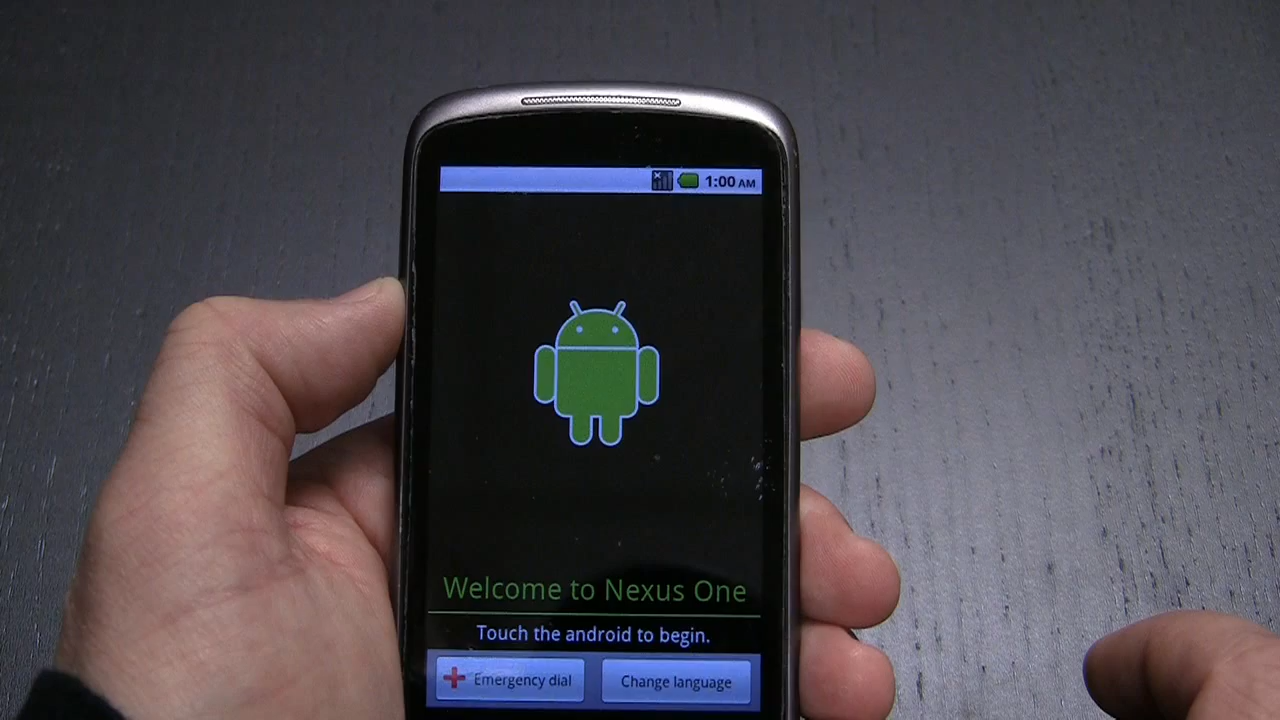 1:00 AM
Welcome to Nexus One
Touch the android to begin.
Emergency dial
Change language